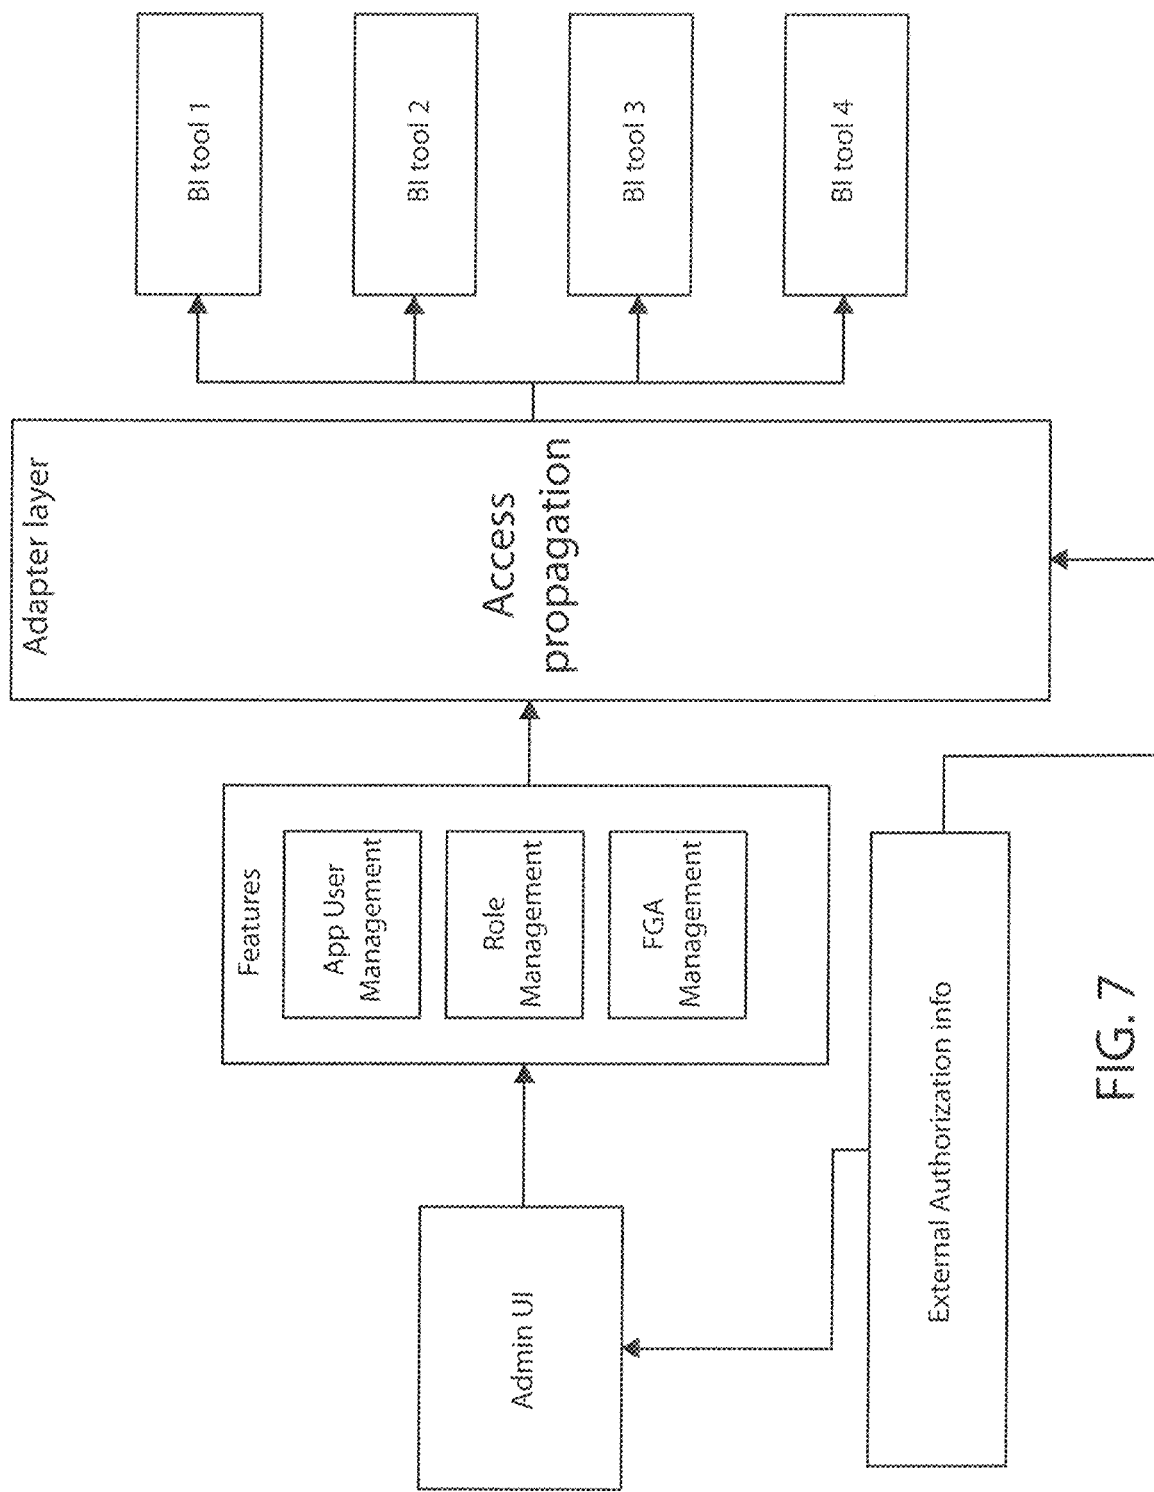 Admin UI
Features
App User
Management
Role
Management
FGA
Management
External Authorization info
Adapter layer
Access
propagation
BI tool 1
BI tool 2
BI tool 3
BI tool 4
FIG. 7